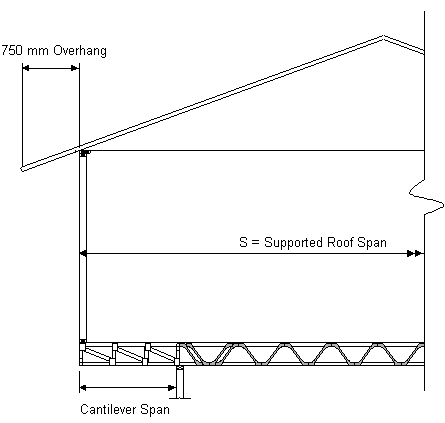 750 mm Overhang
S = Supported Roof Span
Cantilever Span